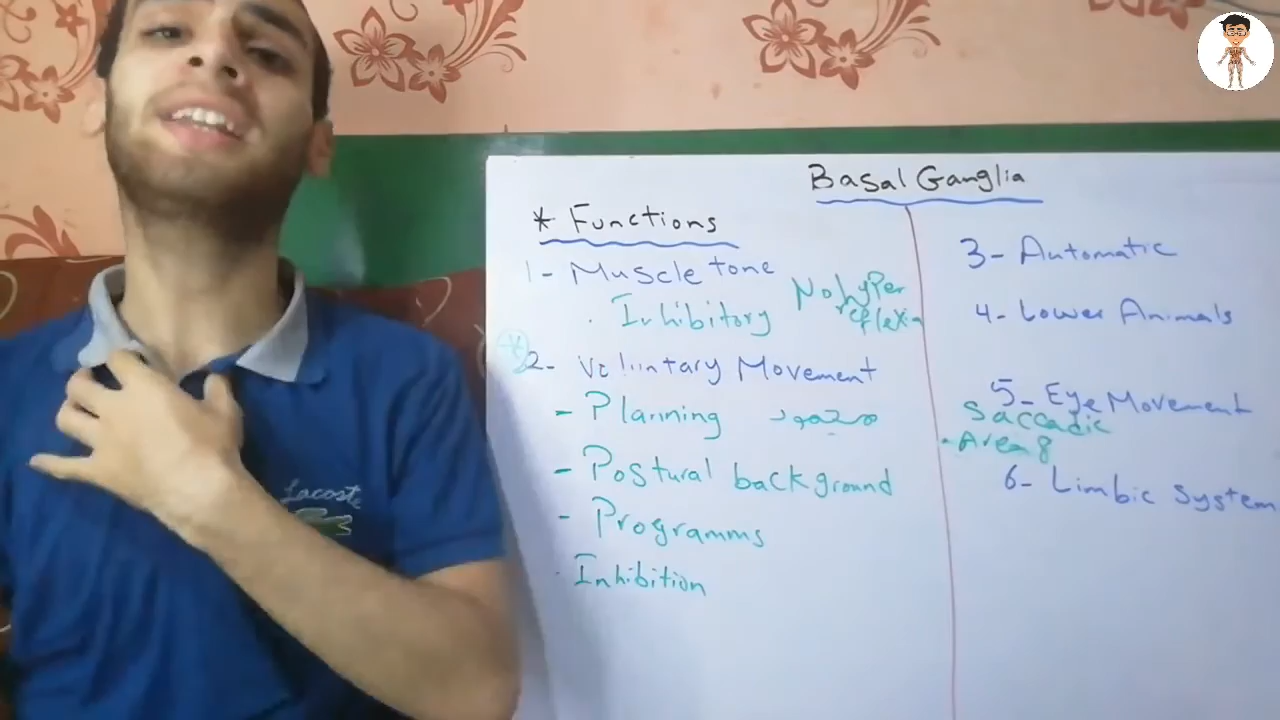 Basal Ganglia
* Functions
1- Muscle tone
Inhibitory
No hyper
eflexia
2- Voluntary Movement
- Planning
- Postural background
- Programms
Inhibition
3- Automatic
4- Lower Animals
5- Eye Movement
Saccadic
- Area 8
6- Limbic System
Lacoste